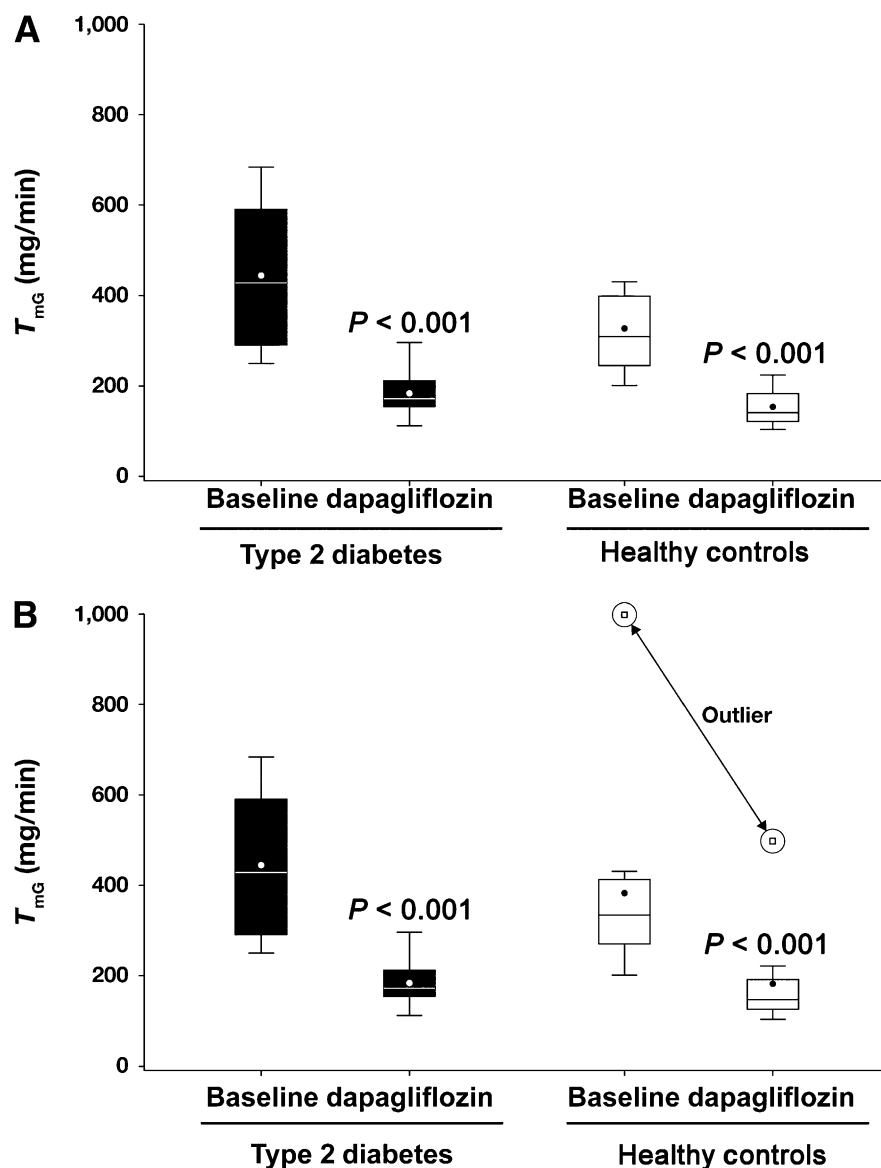 A
1,000
800
600
400
200
0
TmG (mg/min)
P < 0.001
P < 0.001
Baseline dapagliflozin
Baseline dapagliflozin
Type 2 diabetes
Healthy controls
B
1,000
800
600
400
200
0
TmG (mg/min)
Outlier
P < 0.001
P < 0.001
Baseline dapagliflozin
Baseline dapagliflozin
Type 2 diabetes
Healthy controls